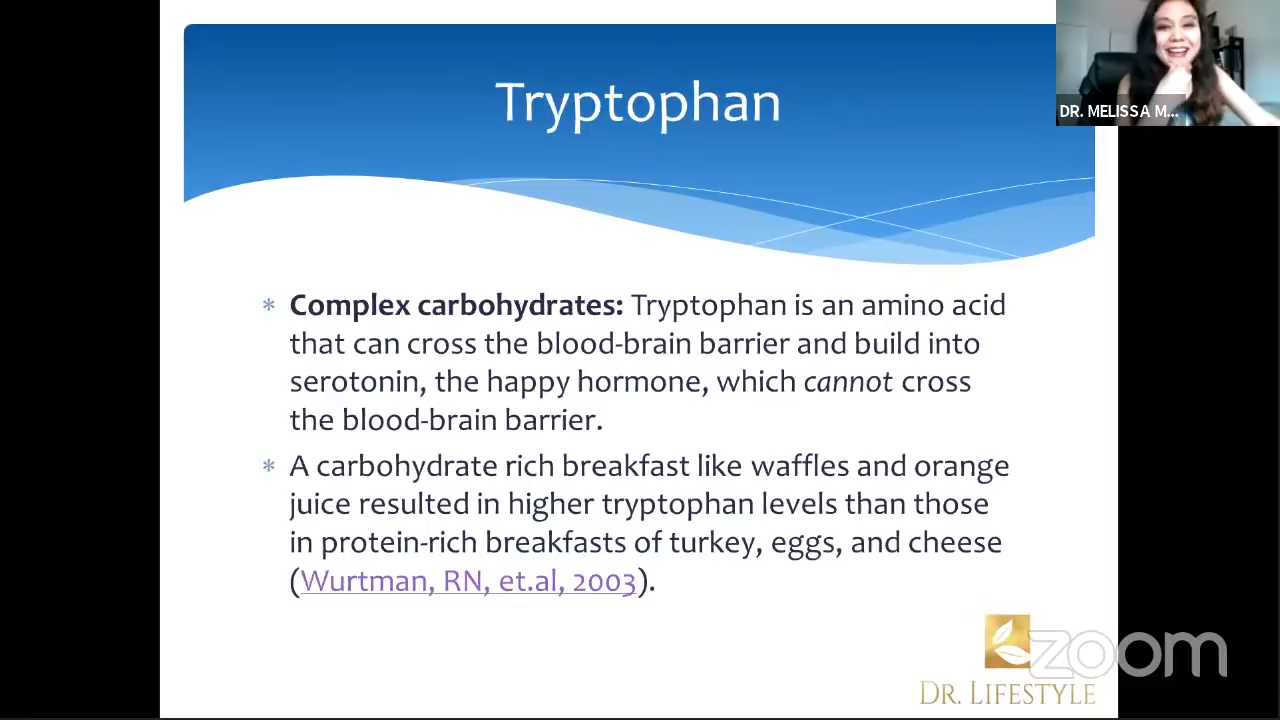 Tryptophan
DR. MELISSA M...
* Complex carbohydrates: Tryptophan is an amino acid
that can cross the blood-brain barrier and build into
serotonin, the happy hormone, which cannot cross
the blood-brain barrier.
* A carbohydrate rich breakfast like waffles and orange
juice resulted in higher tryptophan levels than those
in protein-rich breakfasts of turkey, eggs, and cheese
(Wurtman, RN, et.al, 2003).
zoom
DR. LIFESTYLE